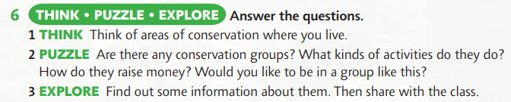 6 THINK • PUZZLE • EXPLORE Answer the questions.
1 THINK Think of areas of conservation where you live.
2 PUZZLE Are there any conservation groups? What kinds of activities do they do?
How do they raise money? Would you like to be in a group like this?
3 EXPLORE Find out some information about them. Then share with the class.